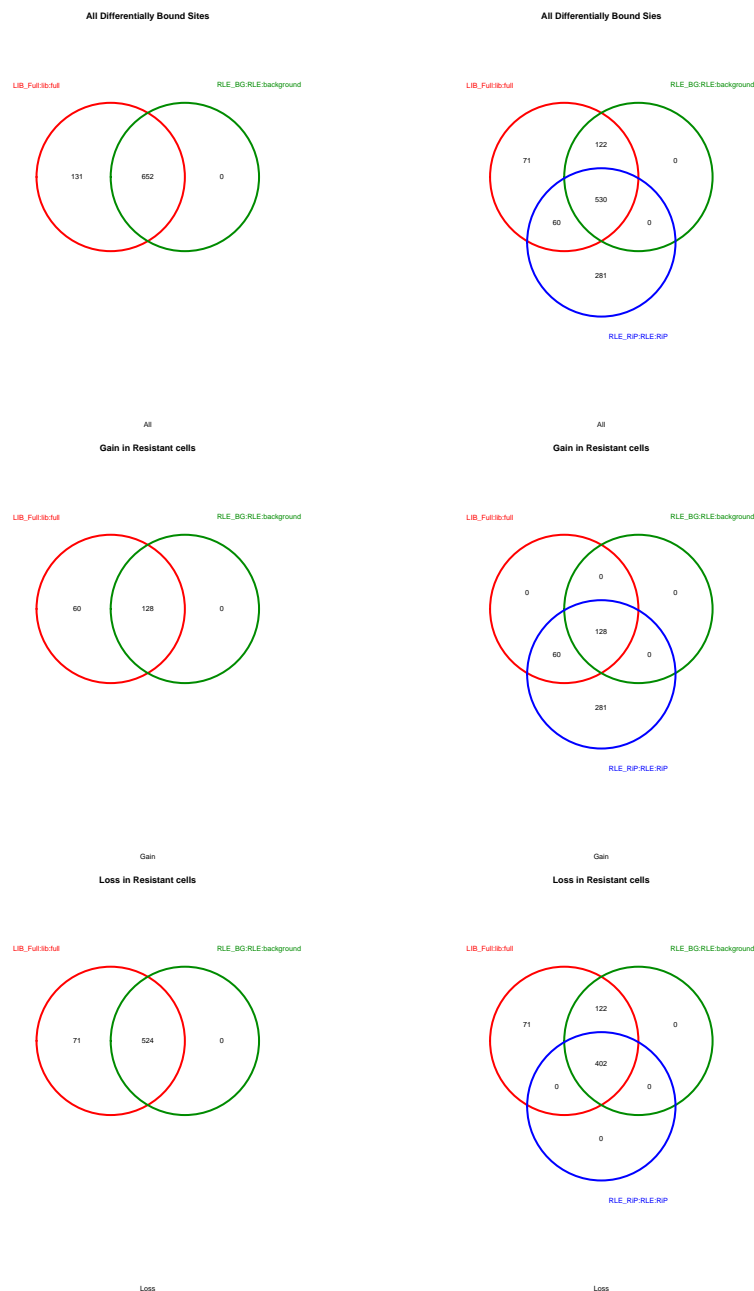 All Differentially Bound Sites
LIB_Full:lib:full
RLE_BG:RLE:background
131
652
0
All
All Differentially Bound Sies
LIB_Full:lib:full
RLE_BG:RLE:background
122
71
0
530
60
0
281
RLE_RiP:RLE:RiP
All
Gain in Resistant cells
LIB_Full:lib:full
RLE_BG:RLE:background
60
128
0
Gain
Gain in Resistant cells
LIB_Full:lib:full
RLE_BG:RLE:background
0
0
0
128
60
0
281
RLE_RiP:RLE:RiP
Gain
Loss in Resistant cells
LIB_Full:lib:full
RLE_BG:RLE:background
71
524
0
Loss
Loss in Resistant cells
LIB_Full:lib:full
RLE_BG:RLE:background
122
71
0
402
0
0
0
RLE_RiP:RLE:RiP
Loss